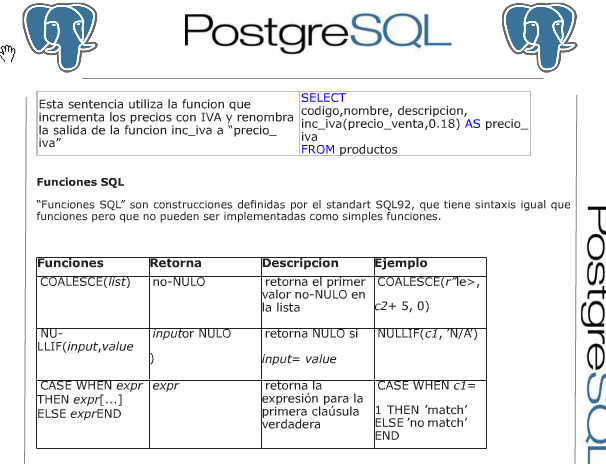 PostgreSQL
Esta sentencia utiliza la funcion que
incrementa los precios con IVA y renombra
la salida de la funcion inc_iva a “precio_
iva”
SELECT
codigo,nombre, descripcion,
inc_iva(precio_venta,0.18) AS precio_
iva
FROM productos
Funciones SQL
“Funciones SQL” son construcciones definidas por el standart SQL92, que tiene sintaxis igual que
funciones pero que no pueden ser implementadas como simples funciones.
Funciones Retorna Descripcion Ejemplo
COALESCE(list) no-NULO retorna el primer
valor no-NULO en
la lista
COALESCE(r”le>,
c2+ 5, 0)
NU-
LLIF(input,value
inputor NULO
)
retorna NULO si
input= value
NULLIF(c1, ’N/A’)
CASE WHEN expr
THEN expr[...]
ELSE exprEND
expr
retorna la
expresión para la
primera claúsula
verdadera
CASE WHEN c1=
1 THEN ’match’
ELSE ’no match’
END
PostgreSQL